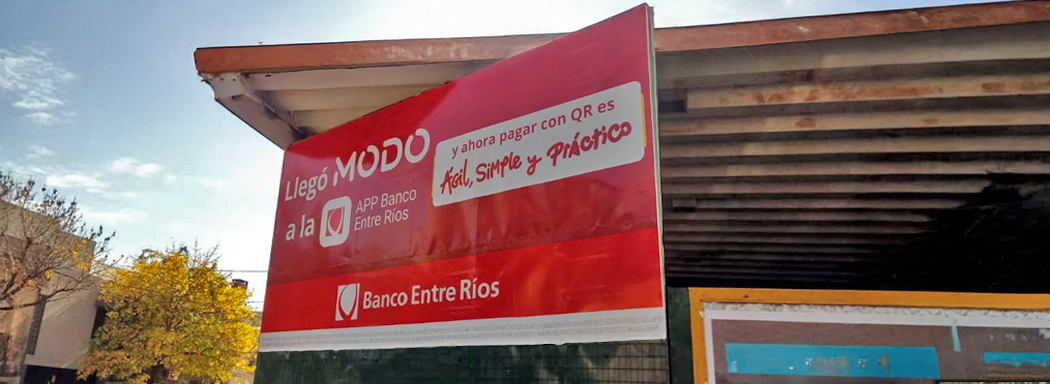 Llegó MODO
a la APP Banco
Entre Ríos
y ahora pagar con QR es
Ágil, Simple y Práctico
Banco Entre Ríos